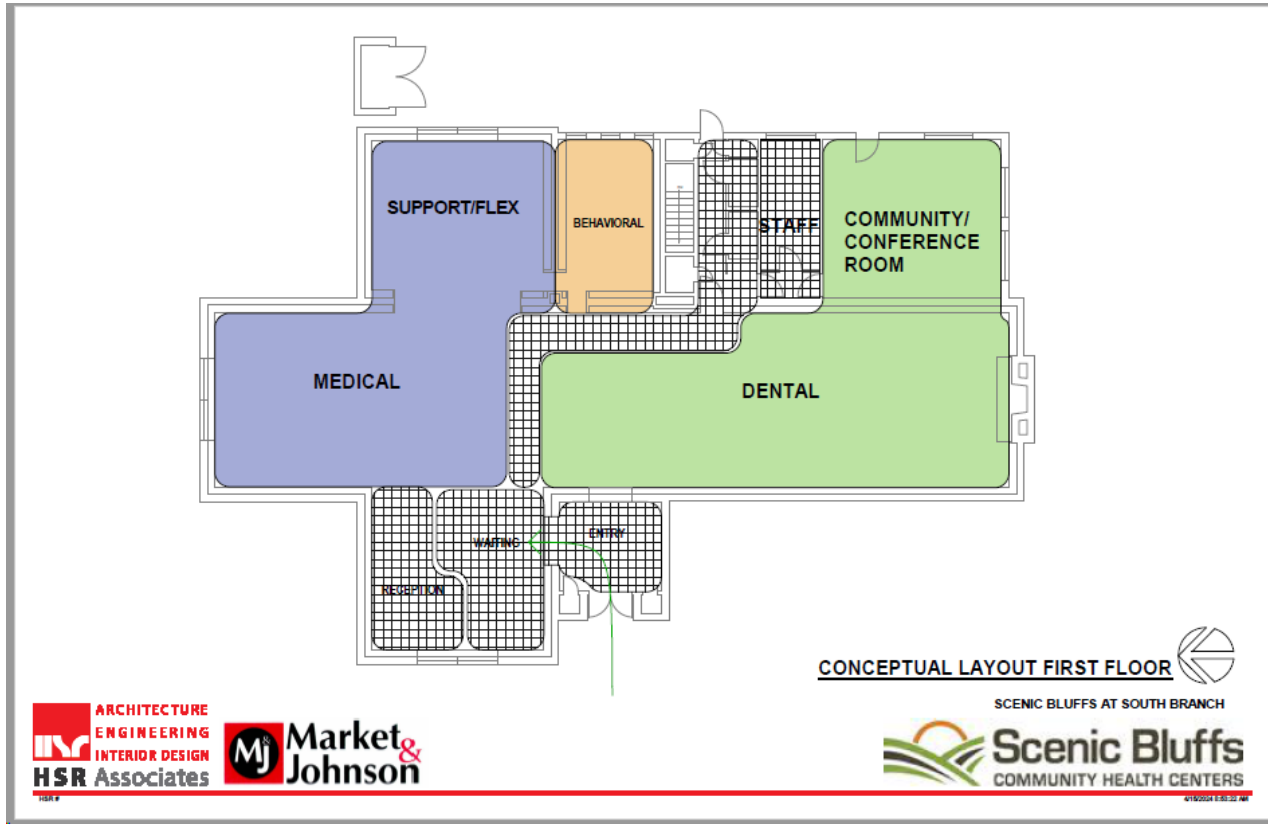 SUPPORT/FLEX
BEHAVIORAL
STAFF
COMMUNITY/
CONFERENCE
ROOM
MEDICAL
DENTAL
WAITING
ENTRY
RECEPTION
CONCEPTUAL LAYOUT FIRST FLOOR
SCENIC BLUFFS AT SOUTH BRANCH
ARCHITECTURE
ENGINEERING
INTERIOR DESIGN
HSR Associates
M&J Market&
Johnson
Scenic Bluffs
COMMUNITY HEALTH CENTERS
HSR #